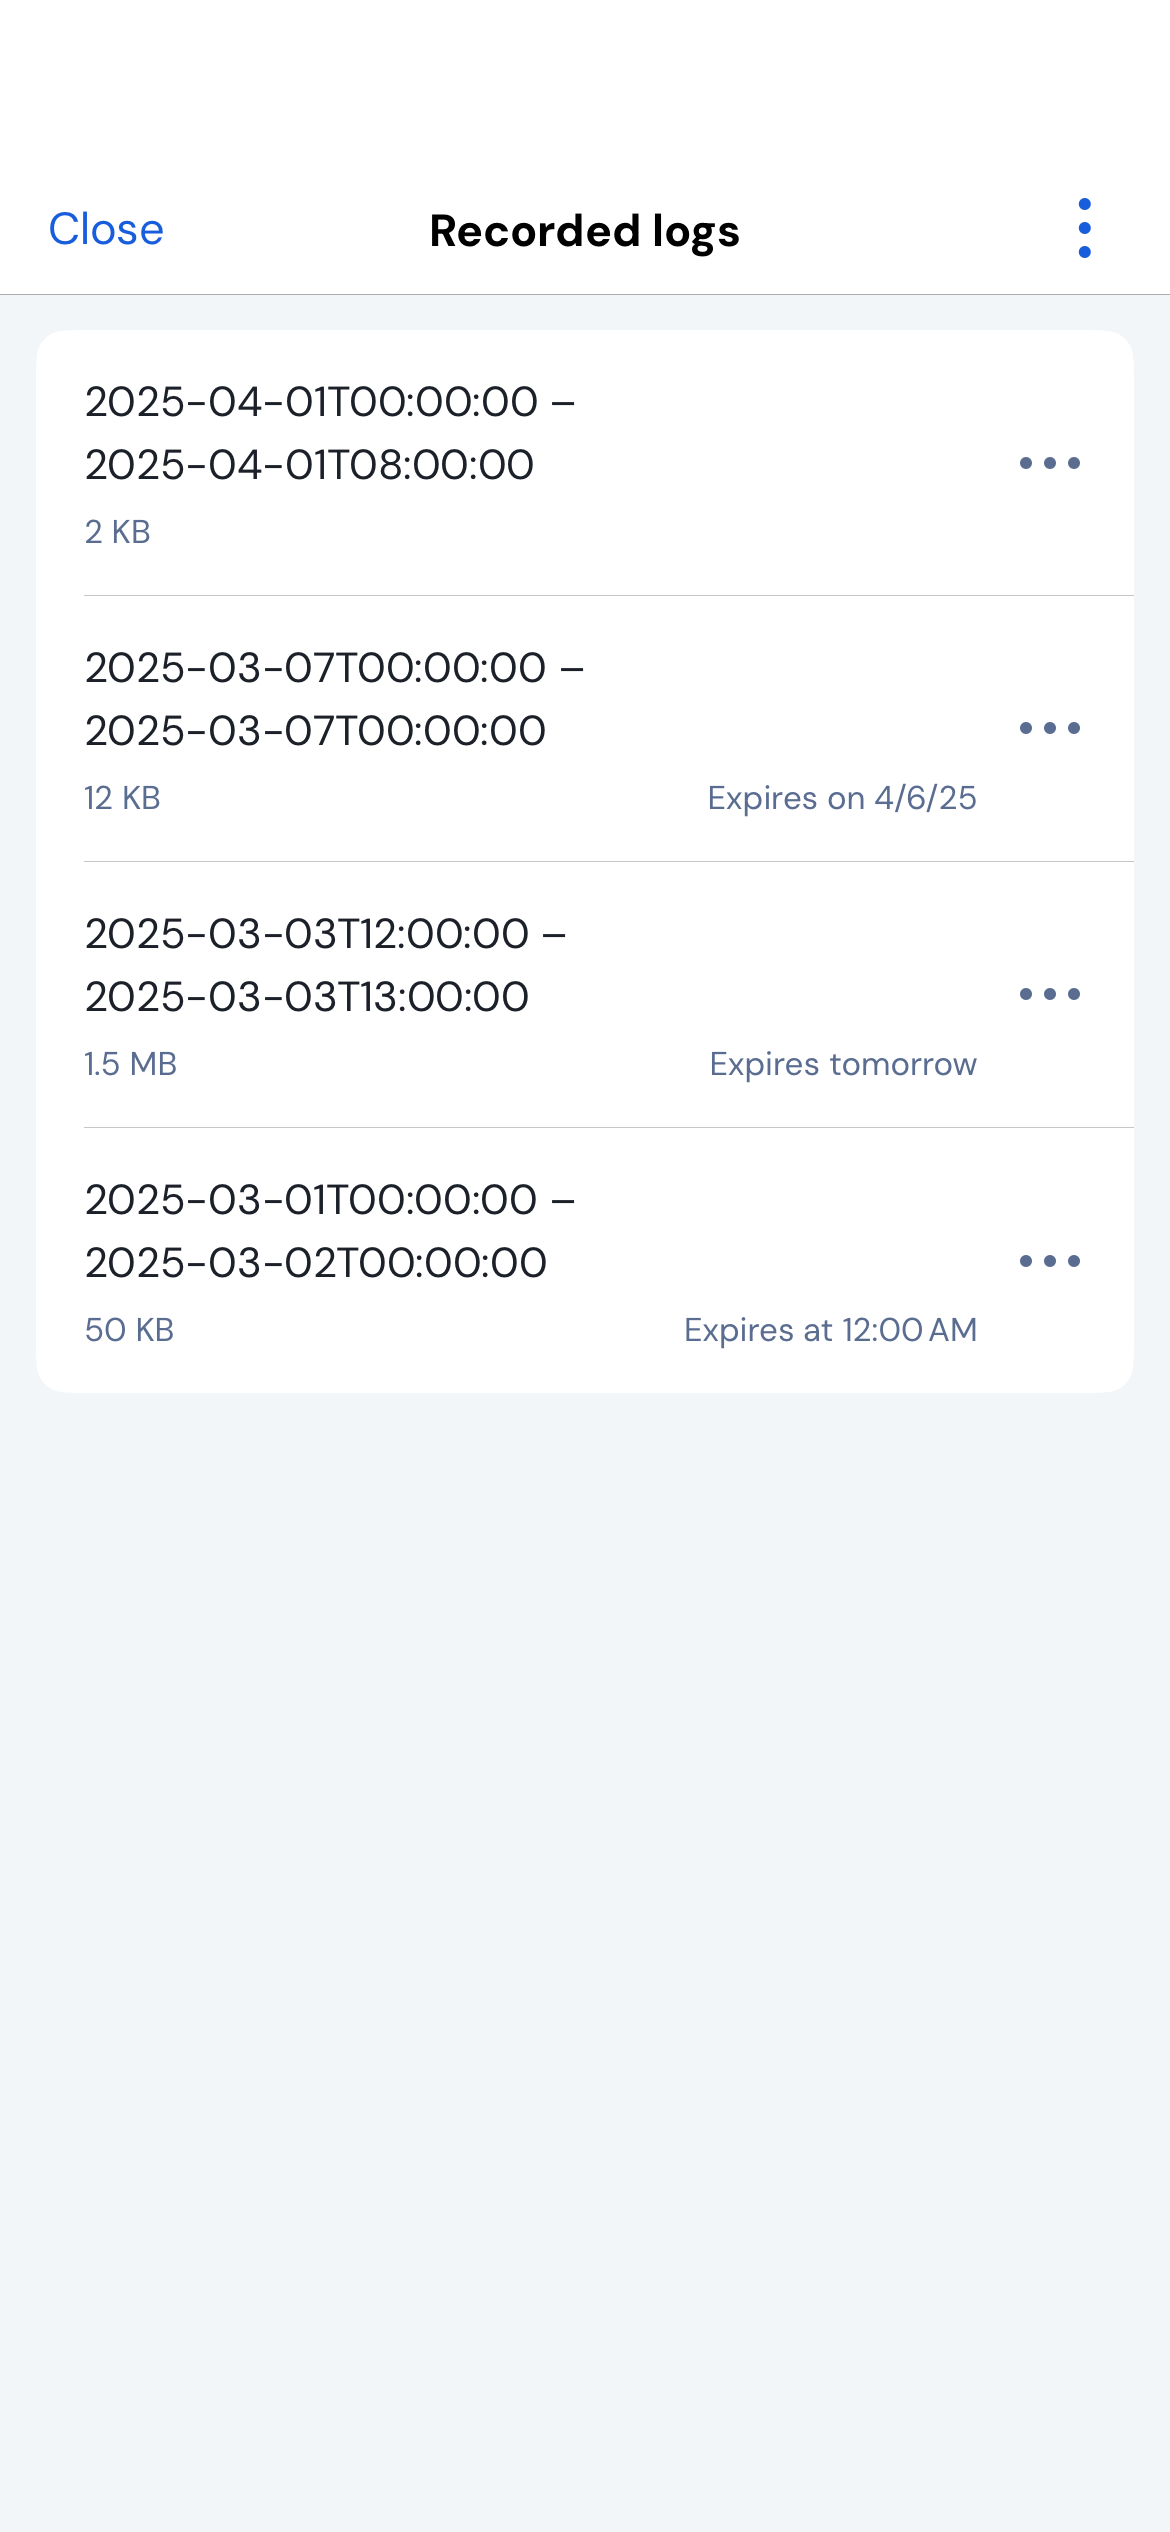 Close
Recorded logs
2025-04-01T00:00:00 –
2025-04-01T08:00:00
2 KB
2025-03-07T00:00:00 –
2025-03-07T00:00:00
12 KB
Expires on 4/6/25
2025-03-03T12:00:00 –
2025-03-03T13:00:00
1.5 MB
Expires tomorrow
2025-03-01T00:00:00 –
2025-03-02T00:00:00
50 KB
Expires at 12:00 AM